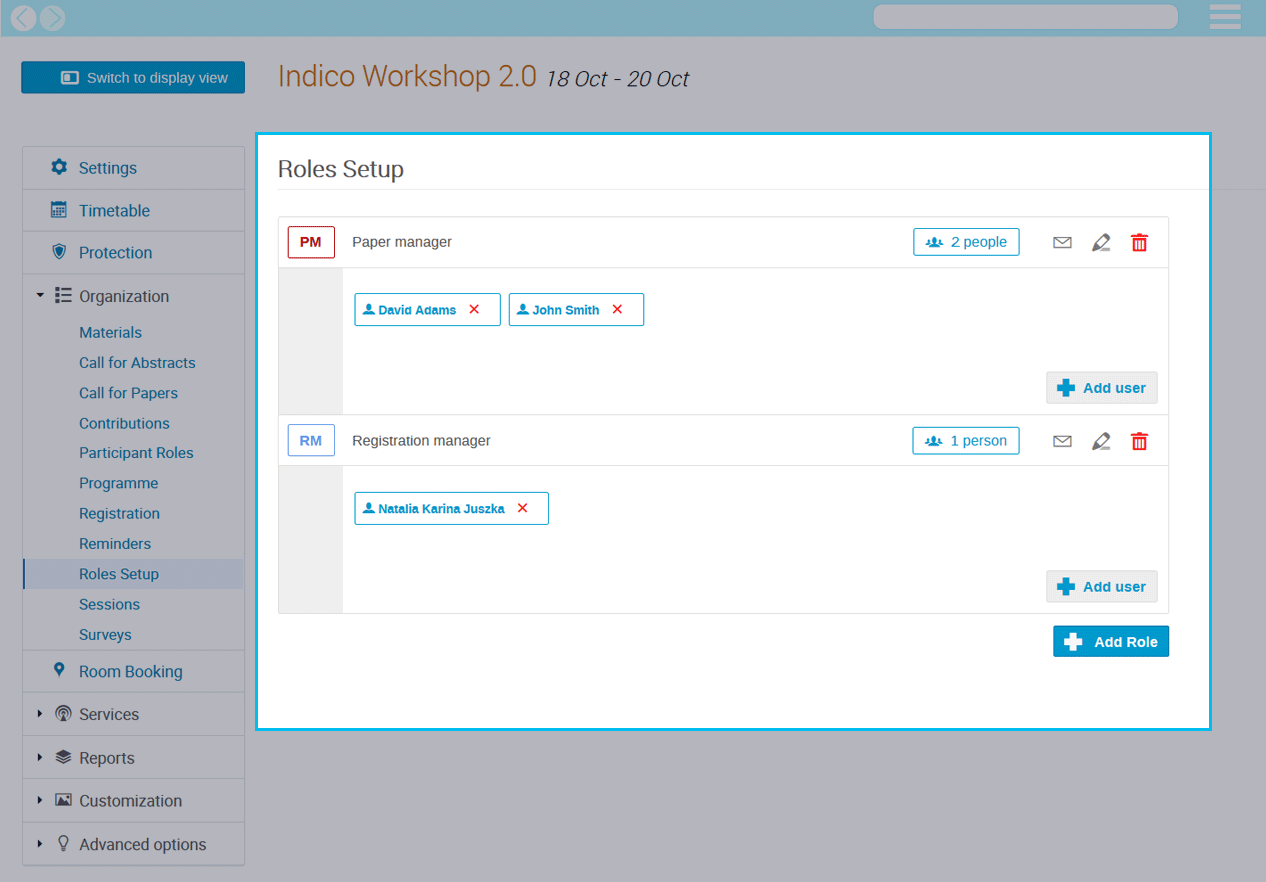 Switch to display view
Indico Workshop 2.0 18 Oct - 20 Oct
Settings
Timetable
Protection
Organization
Materials
Call for Abstracts
Call for Papers
Contributions
Participant Roles
Programme
Registration
Reminders
Roles Setup
Sessions
Surveys
Room Booking
Services
Reports
Customization
Advanced options
Roles Setup
PM Paper manager 2 people
David Adams John Smith
Add user
RM Registration manager 1 person
Natalia Karina Juszka
Add user
Add Role